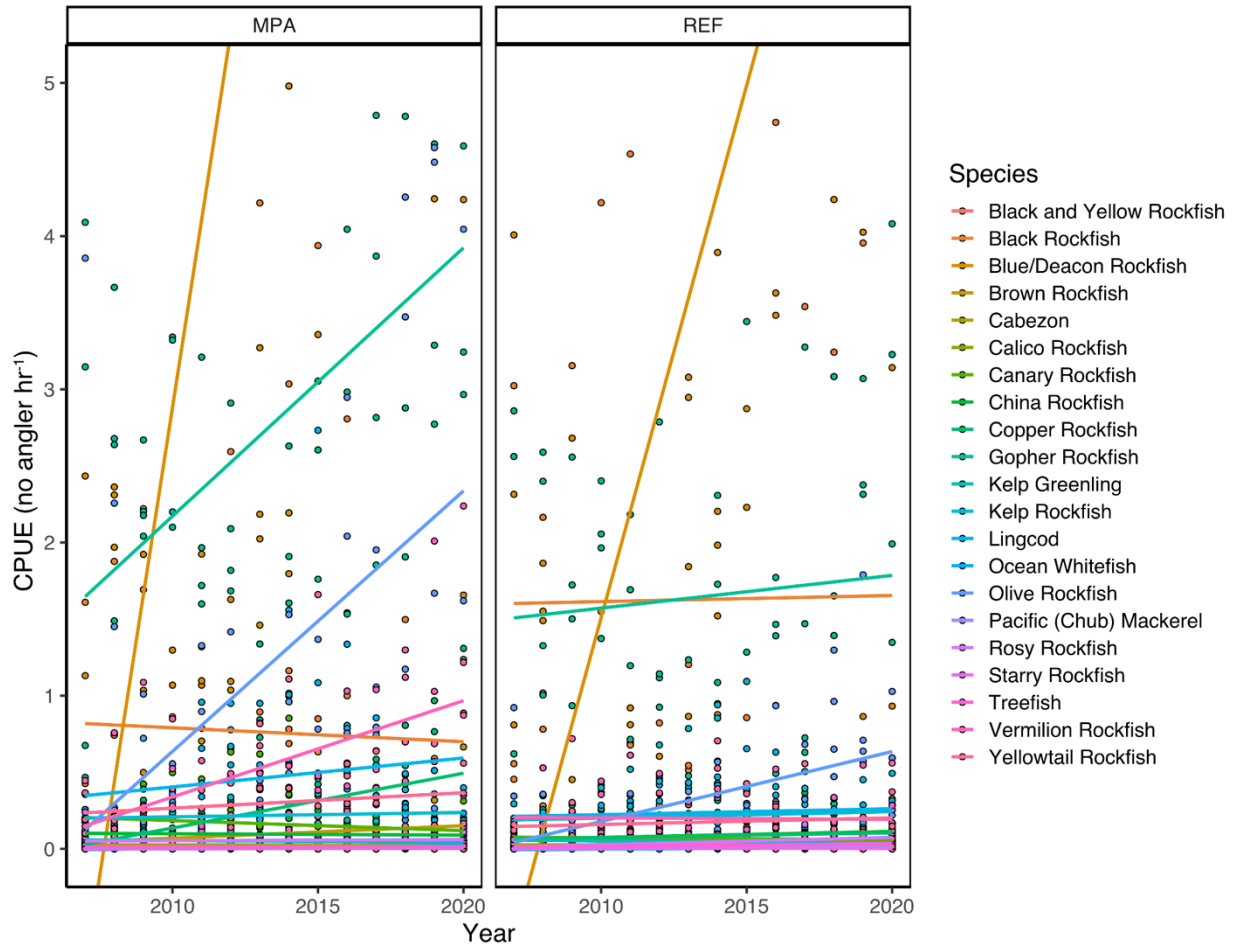 MPA
REF
5
4
3
2
1
0
CPUE (no angler hr⁻¹)
2010
2015
2020
2010
2015
2020
Year
Species
Black and Yellow Rockfish
Black Rockfish
Blue/Deacon Rockfish
Brown Rockfish
Cabezon
Calico Rockfish
Canary Rockfish
China Rockfish
Copper Rockfish
Gopher Rockfish
Kelp Greenling
Kelp Rockfish
Lingcod
Ocean Whitefish
Olive Rockfish
Pacific (Chub) Mackerel
Rosy Rockfish
Starry Rockfish
Treefish
Vermilion Rockfish
Yellowtail Rockfish